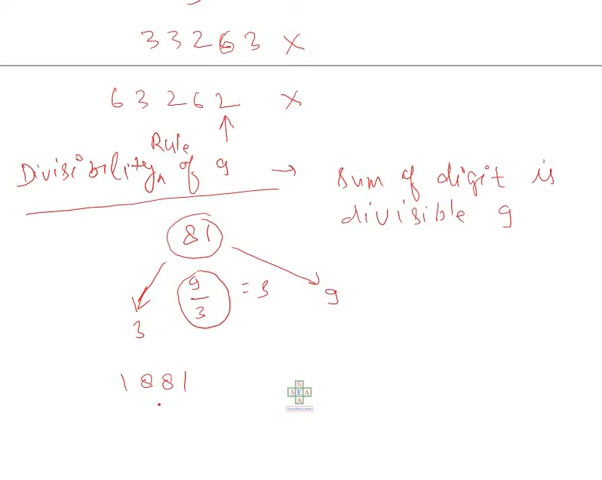 33263 X
63262 X
↑
Divisibility Rule of 9 → Sum of digit is
divisible 9
81
9/3 = 3
3 9
1881